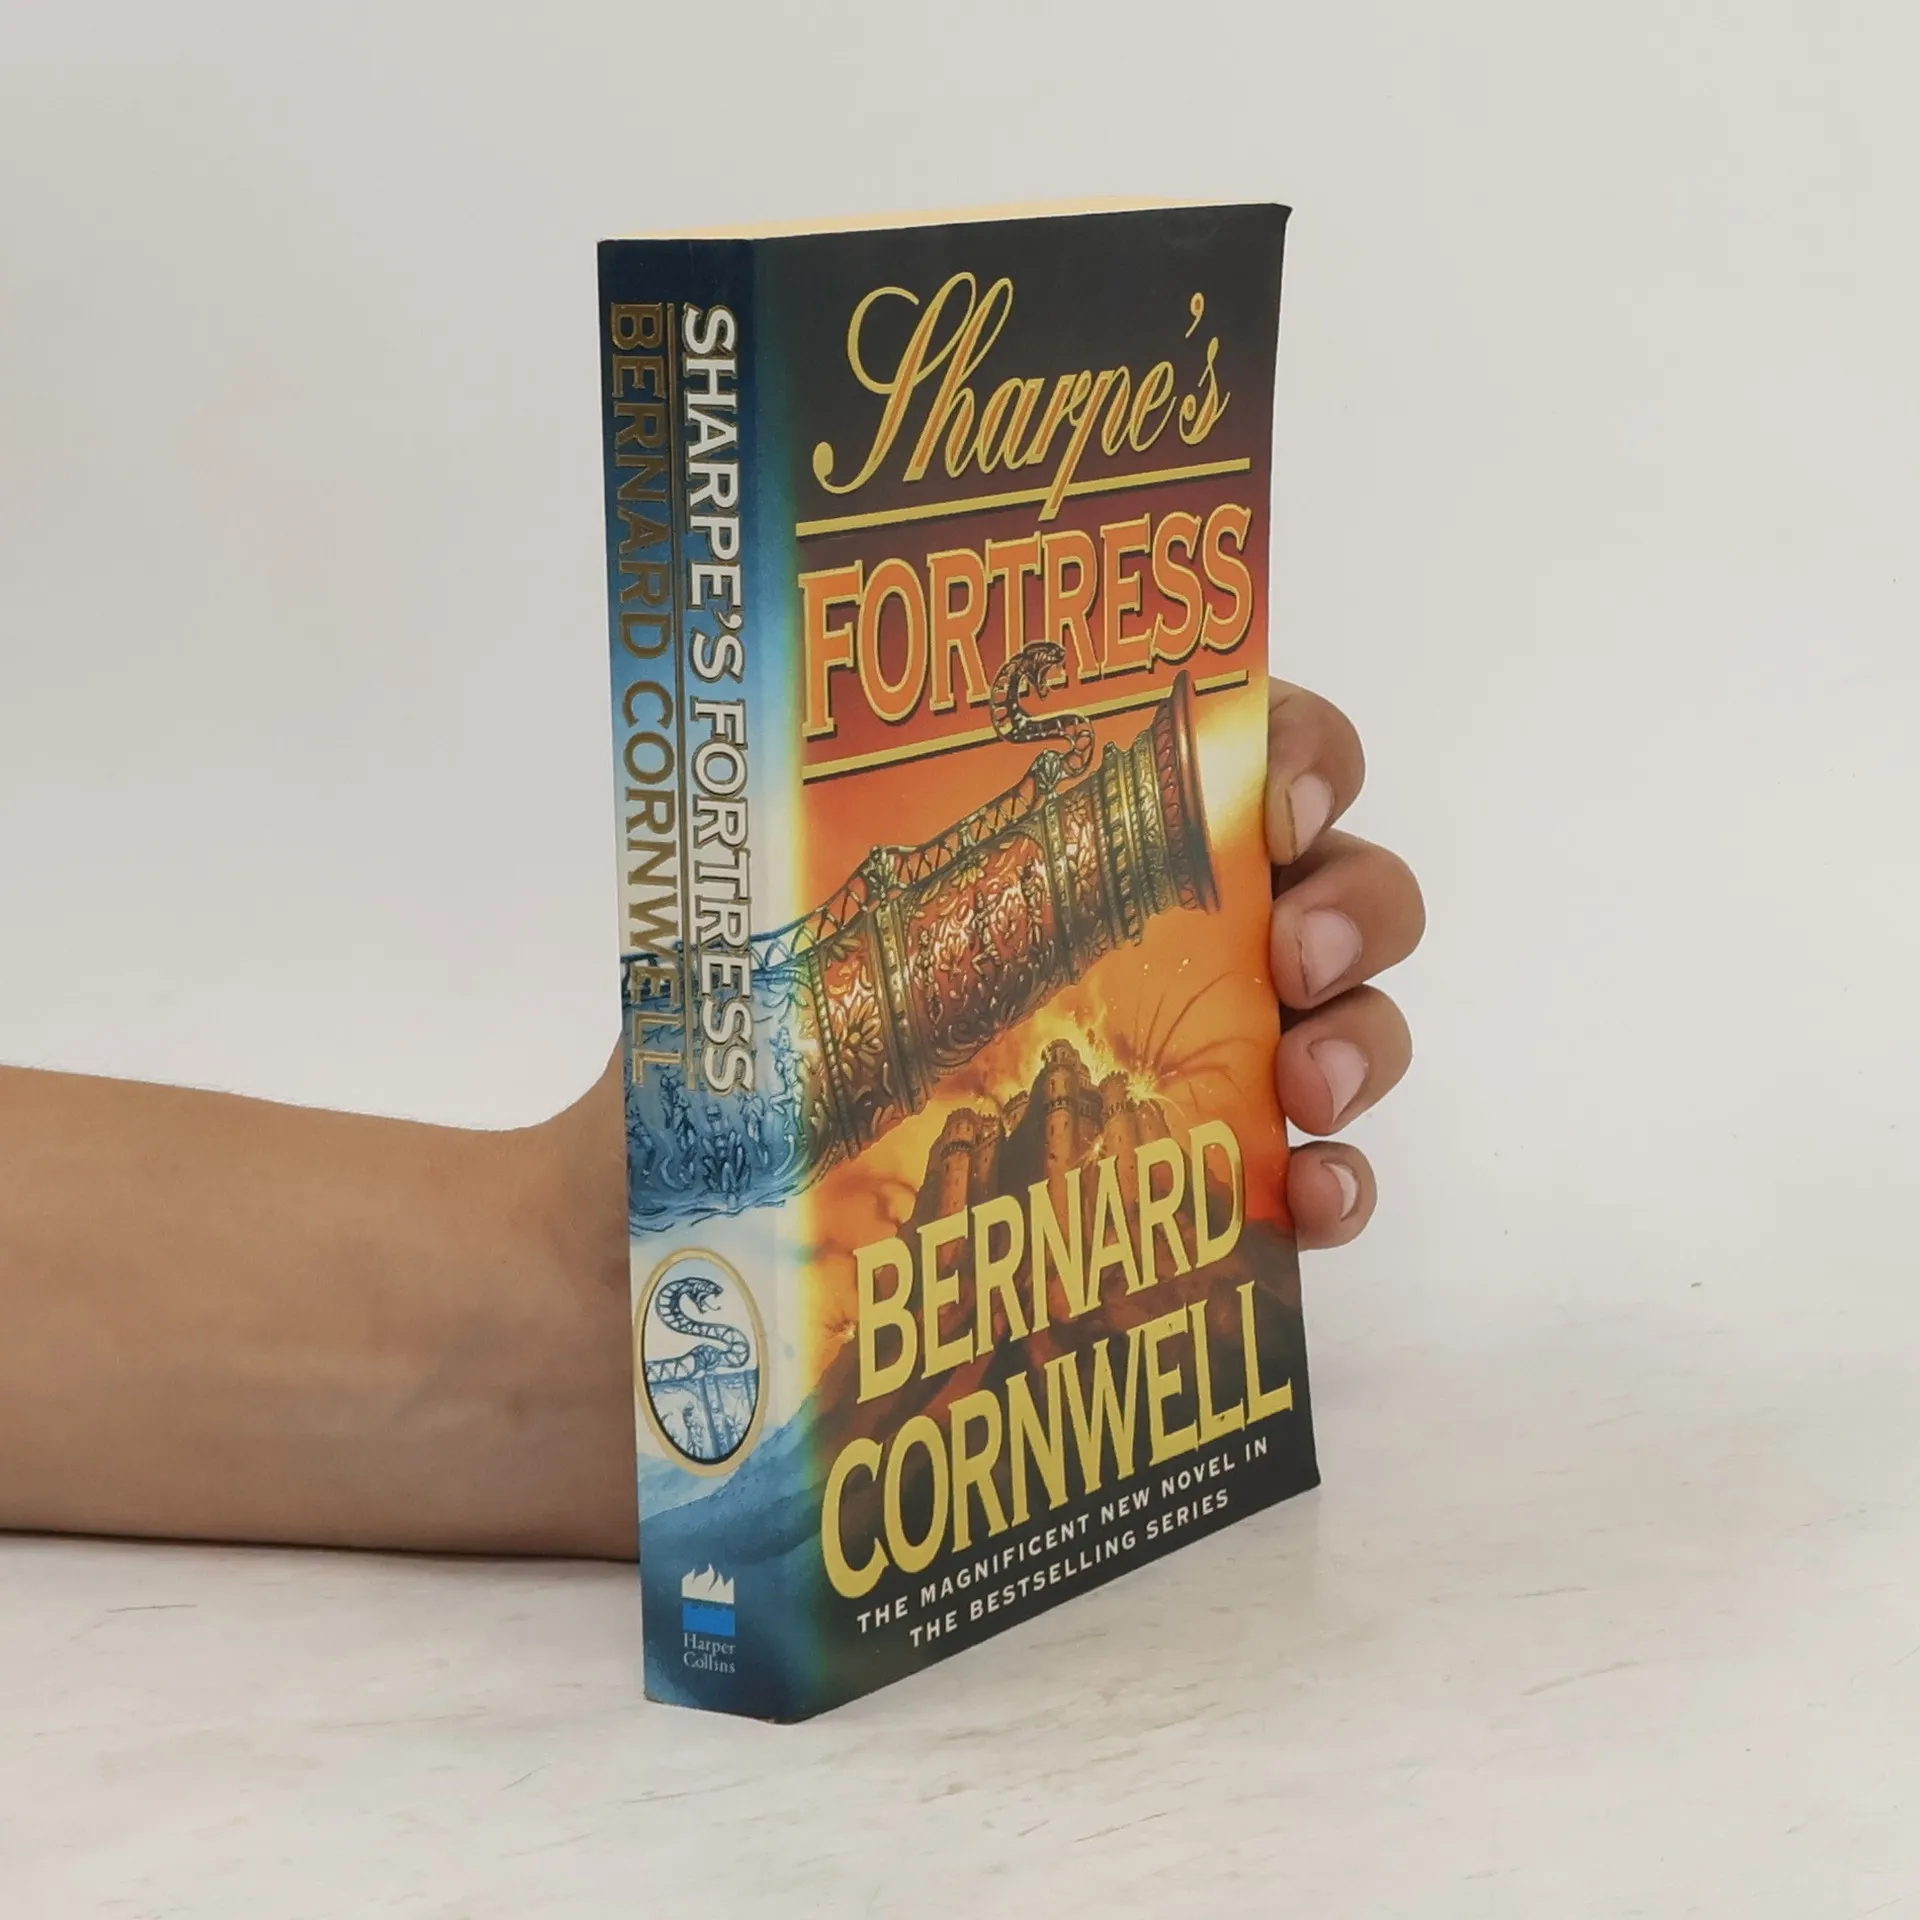 SHARPE'S FORTRESS
BERNARD CORNWELL
Harper
Collins
Sharpe's
FORTRESS
BERNARD
CORNWELL
THE MAGNIFICENT NEW NOVEL IN
THE BESTSELLING SERIES